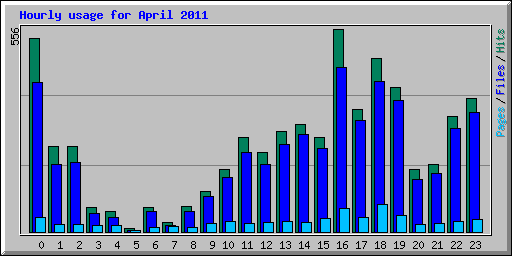 Hourly usage for April 2011
556
Pages / Files / Hits
0 1 2 3 4 5 6 7 8 9 10 11 12 13 14 15 16 17 18 19 20 21 22 23